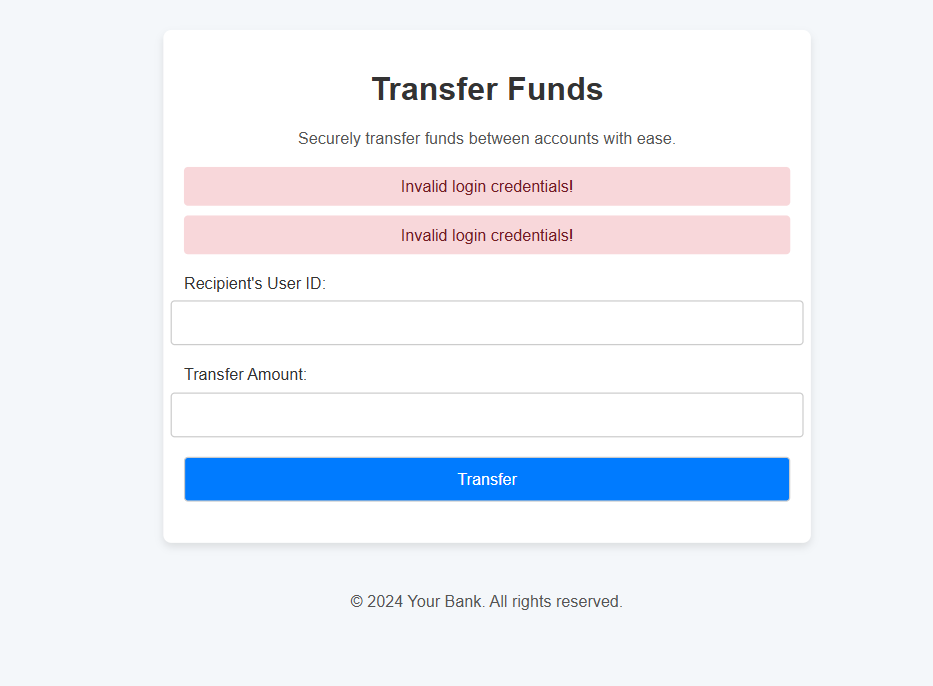 Transfer Funds
Securely transfer funds between accounts with ease.
Invalid login credentials!
Invalid login credentials!
Recipient's User ID:
Transfer Amount:
Transfer
© 2024 Your Bank. All rights reserved.